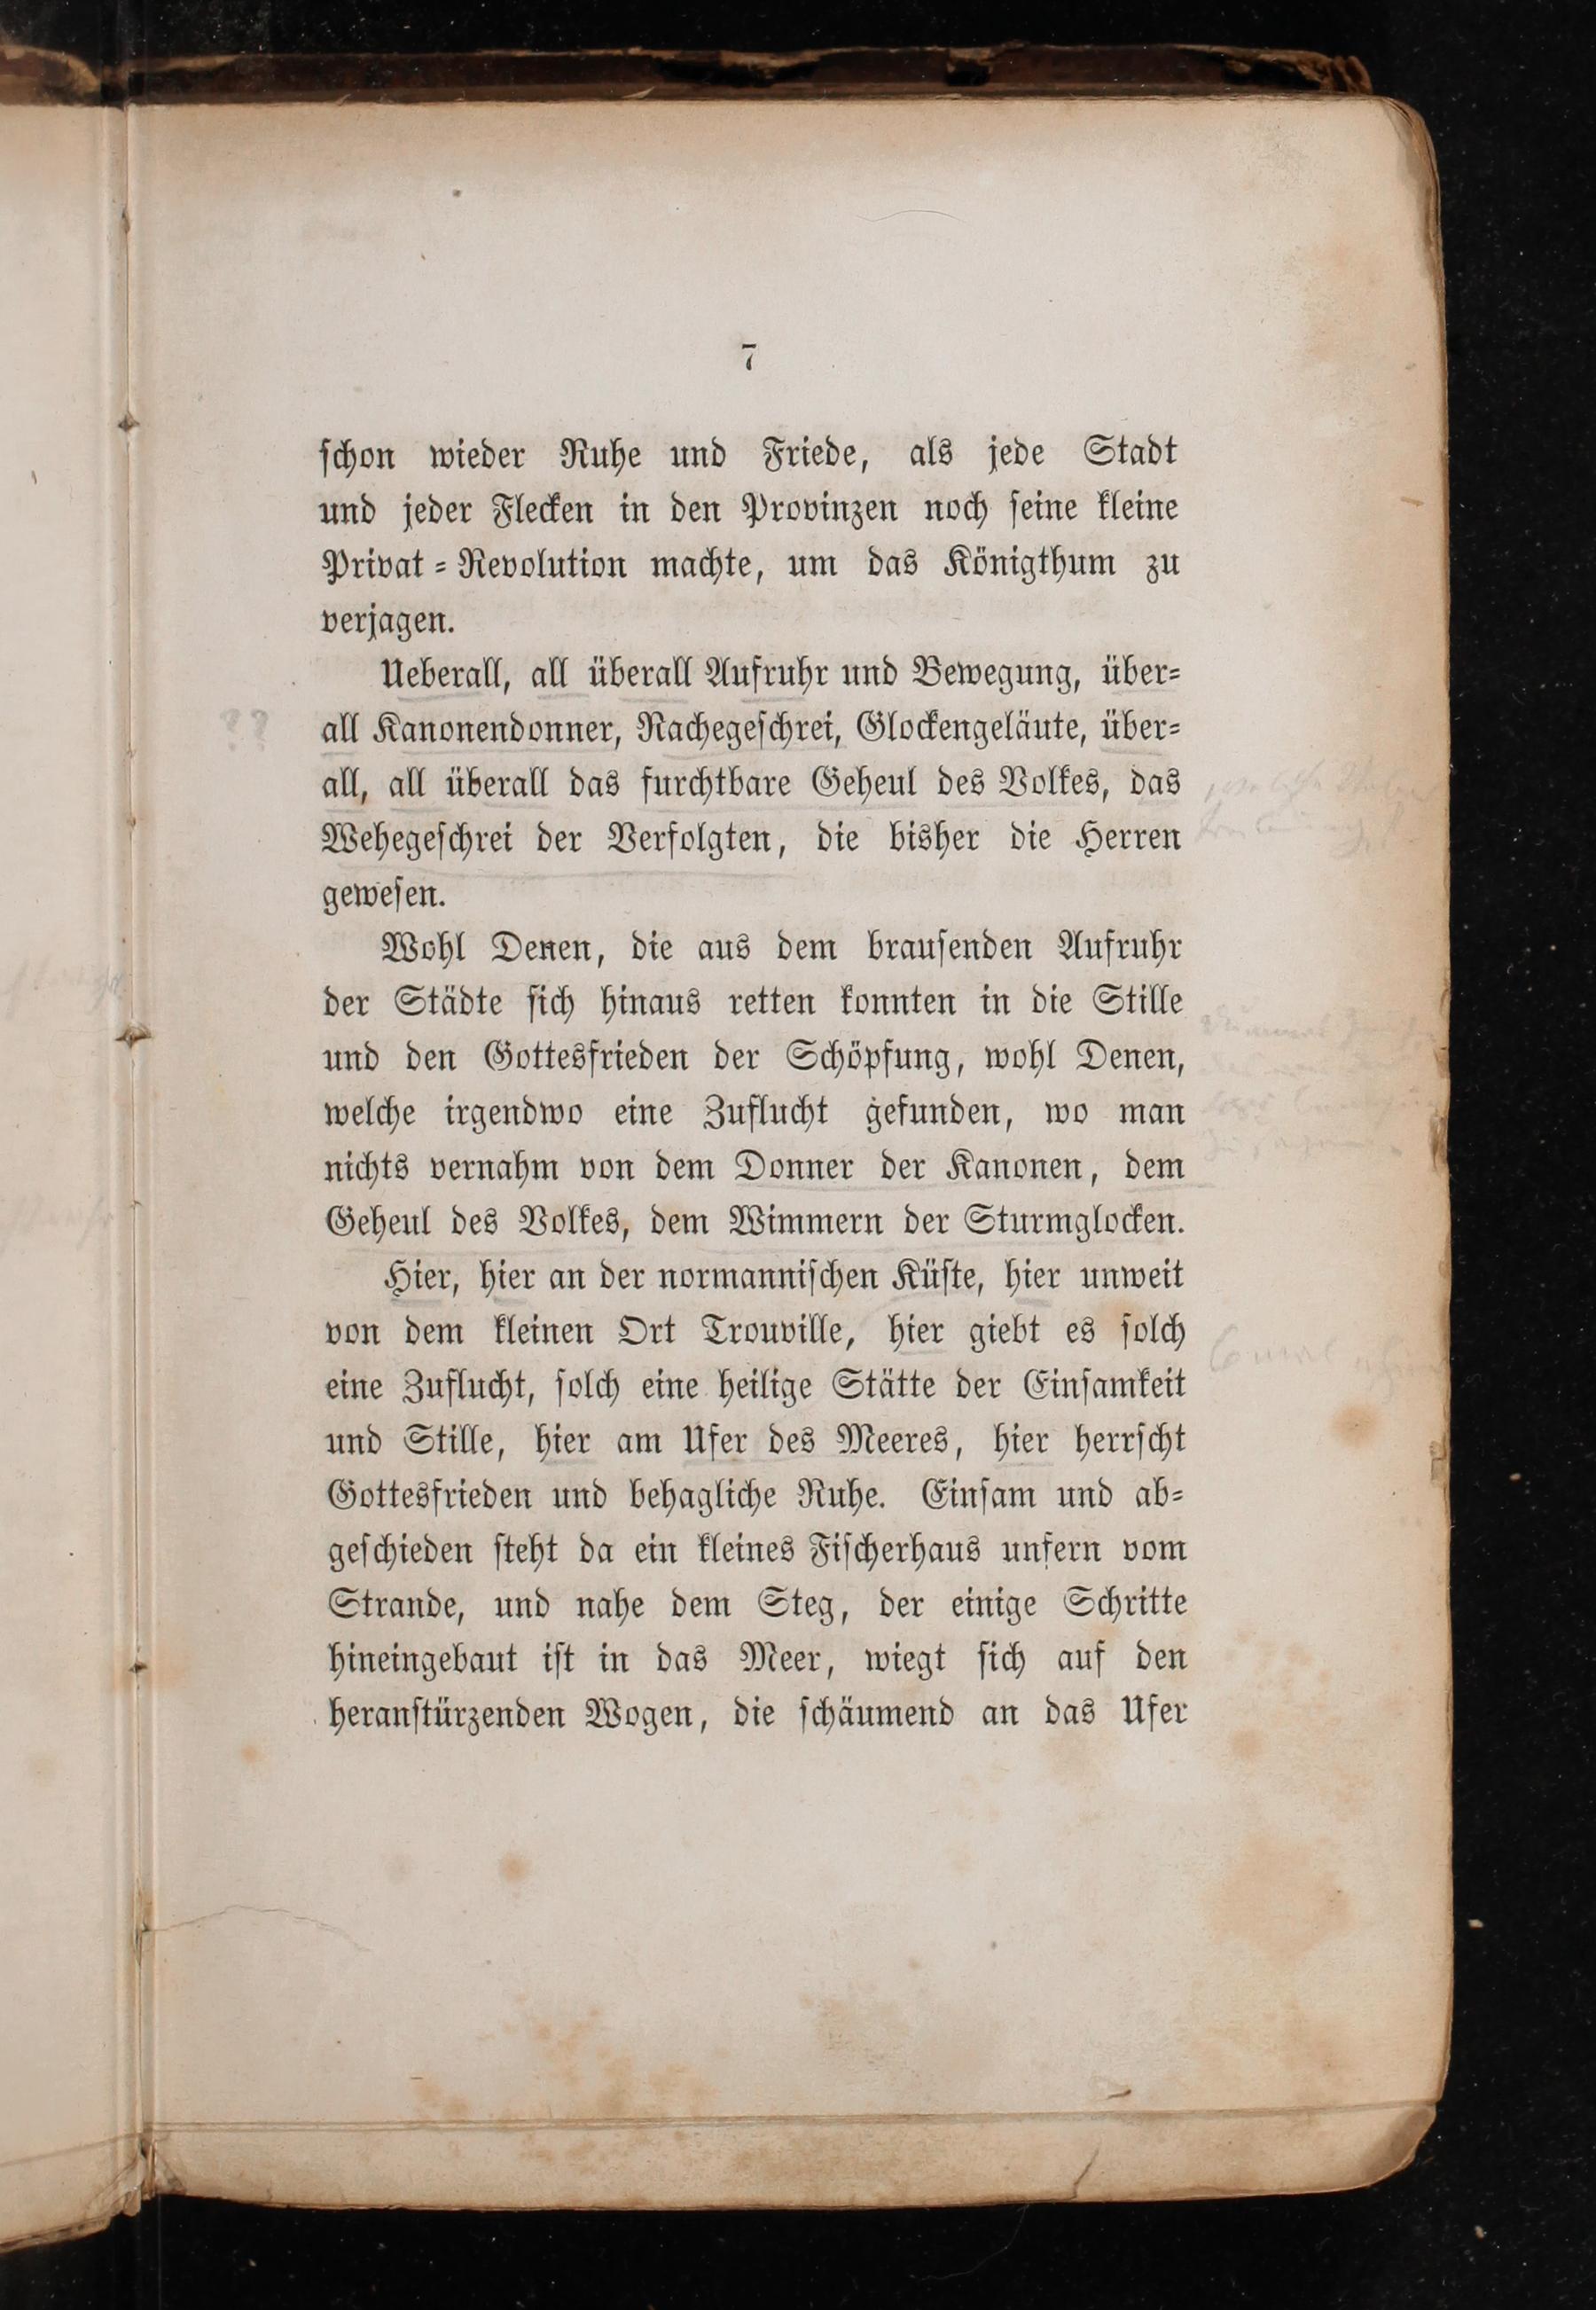 7
schon wieder Ruhe und Friede, als jede Stadt
und jeder Flecken in den Provinzen noch seine kleine
Privat-Revolution machte, um das Königthum zu
verjagen.
Ueberall, all überall Aufruhr und Bewegung, über-
??
all Kanonendonner, Rachegeschrei, Glockengeläute, über-
all, all überall das furchtbare Geheul des Volkes, das
Wehegeschrei der Verfolgten, die bisher die Herren
gewesen.
Wohl Denen, die aus dem brausenden Aufruhr
der Städte sich hinaus retten konnten in die Stille
und den Gottesfrieden der Schöpfung, wohl Denen,
welche irgendwo eine Zuflucht gefunden, wo man
nichts vernahm von dem Donner der Kanonen, dem
Geheul des Volkes, dem Wimmern der Sturmglocken.
Hier, hier an der normannischen Küste, hier unweit
von dem kleinen Ort Trouville, hier giebt es solch
eine Zuflucht, solch eine heilige Stätte der Einsamkeit
und Stille, hier am Ufer des Meeres, hier herrscht
Gottesfrieden und behagliche Ruhe. Einsam und ab-
geschieden steht da ein kleines Fischerhaus unfern vom
Strande, und nahe dem Steg, der einige Schritte
hineingebaut ist in das Meer, wiegt sich auf den
heranstürzenden Wogen, die schäumend an das Ufer